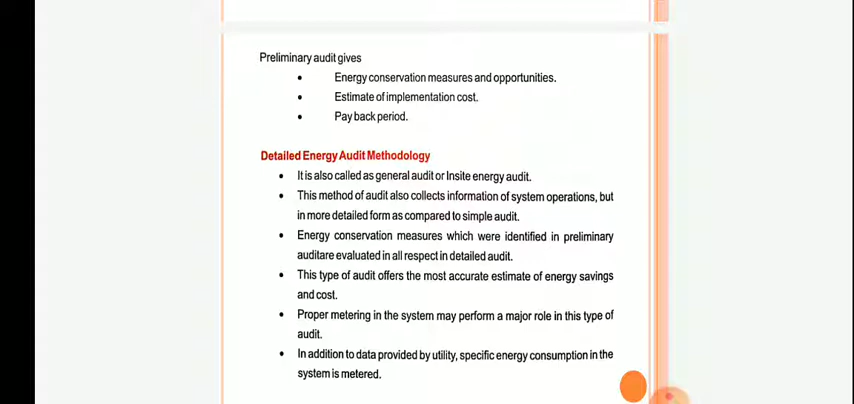 Preliminary audit gives
• Energy conservation measures and opportunities.
• Estimate of implementation cost.
• Pay back period.
Detailed Energy Audit Methodology
• It is also called as general audit or Insite energy audit.
• This method of audit also collects information of system operations, but
in more detailed form as compared to simple audit.
• Energy conservation measures which were identified in preliminary
auditare evaluated in all respect in detailed audit.
• This type of audit offers the most accurate estimate of energy savings
and cost.
• Proper metering in the system may perform a major role in this type of
audit.
• In addition to data provided by utility, specific energy consumption in the
system is metered.